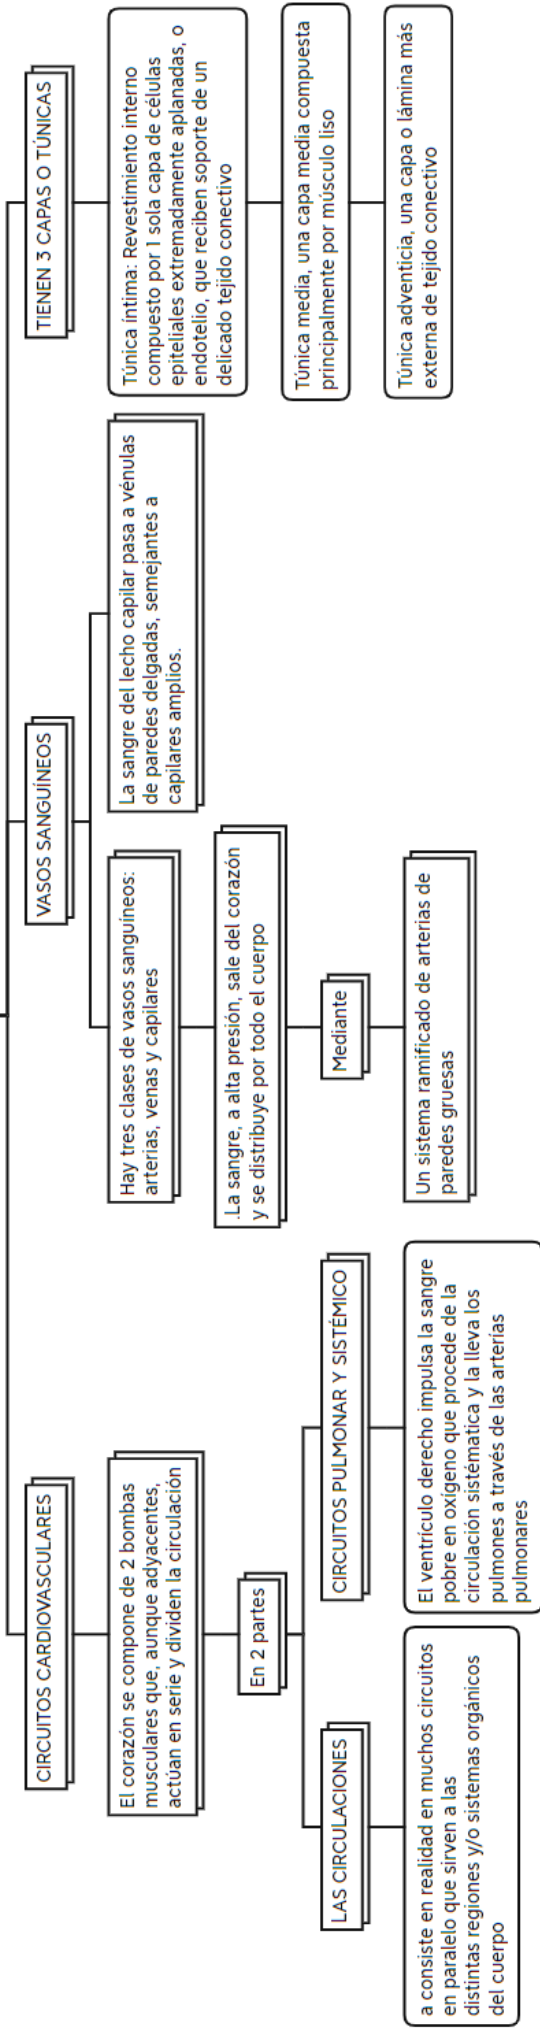 CIRCUITOS CARDIOVASCULARES
El corazón se compone de 2 bombas
musculares que, aunque adyacentes,
actúan en serie y dividen la circulación
En 2 partes
LAS CIRCULACIONES
a consiste en realidad en muchos circuitos
en paralelo que sirven a las
distintas regiones y/o sistemas orgánicos
del cuerpo
CIRCUITOS PULMONAR Y SISTÉMICO
El ventrículo derecho impulsa la sangre
pobre en oxígeno que procede de la
circulación sistématica y la lleva los
pulmones a través de las arterias
pulmonares
VASOS SANGUÍNEOS
Hay tres clases de vasos sanguíneos:
arterias, venas y capilares
.La sangre, a alta presión, sale del corazón
y se distribuye por todo el cuerpo
Mediante
Un sistema ramificado de arterias de
paredes gruesas
La sangre del lecho capilar pasa a vénulas
de paredes delgadas, semejantes a
capilares amplios.
TIENEN 3 CAPAS O TÚNICAS
Túnica íntima: Revestimiento interno
compuesto por 1 sola capa de células
epiteliales extremadamente aplanadas, o
endotelio, que reciben soporte de un
delicado tejido conectivo
Túnica media, una capa media compuesta
principalmente por músculo liso
Túnica adventicia, una capa o lámina más
externa de tejido conectivo